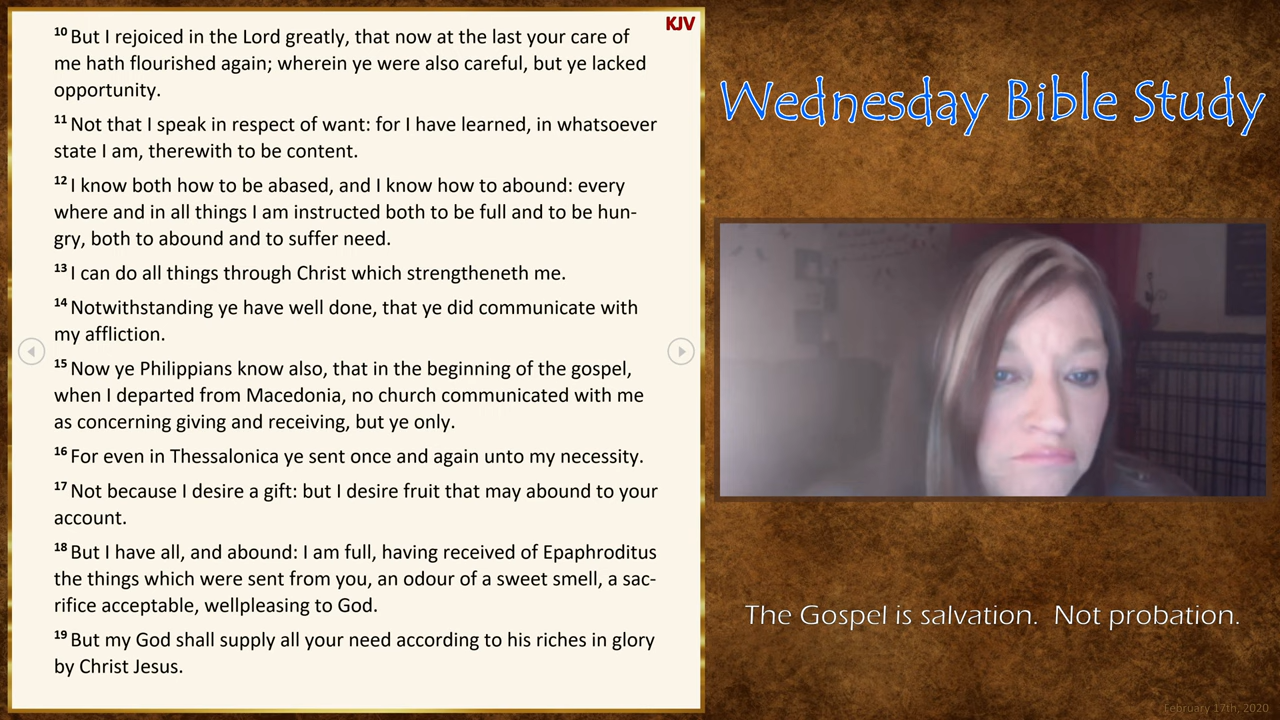 KJV
10 But I rejoiced in the Lord greatly, that now at the last your care of
me hath flourished again; wherein ye were also careful, but ye lacked
opportunity.
11 Not that I speak in respect of want: for I have learned, in whatsoever
state I am, therewith to be content.
12 I know both how to be abased, and I know how to abound: every
where and in all things I am instructed both to be full and to be hun-
gry, both to abound and to suffer need.
13 I can do all things through Christ which strengtheneth me.
14 Notwithstanding ye have well done, that ye did communicate with
my affliction.
15 Now ye Philippians know also, that in the beginning of the gospel,
when I departed from Macedonia, no church communicated with me
as concerning giving and receiving, but ye only.
16 For even in Thessalonica ye sent once and again unto my necessity.
17 Not because I desire a gift: but I desire fruit that may abound to your
account.
18 But I have all, and abound: I am full, having received of Epaphroditus
the things which were sent from you, an odour of a sweet smell, a sac-
rifice acceptable, wellpleasing to God.
19 But my God shall supply all your need according to his riches in glory
by Christ Jesus.
Wednesday Bible Study
The Gospel is salvation.  Not probation.
February 17th, 2020